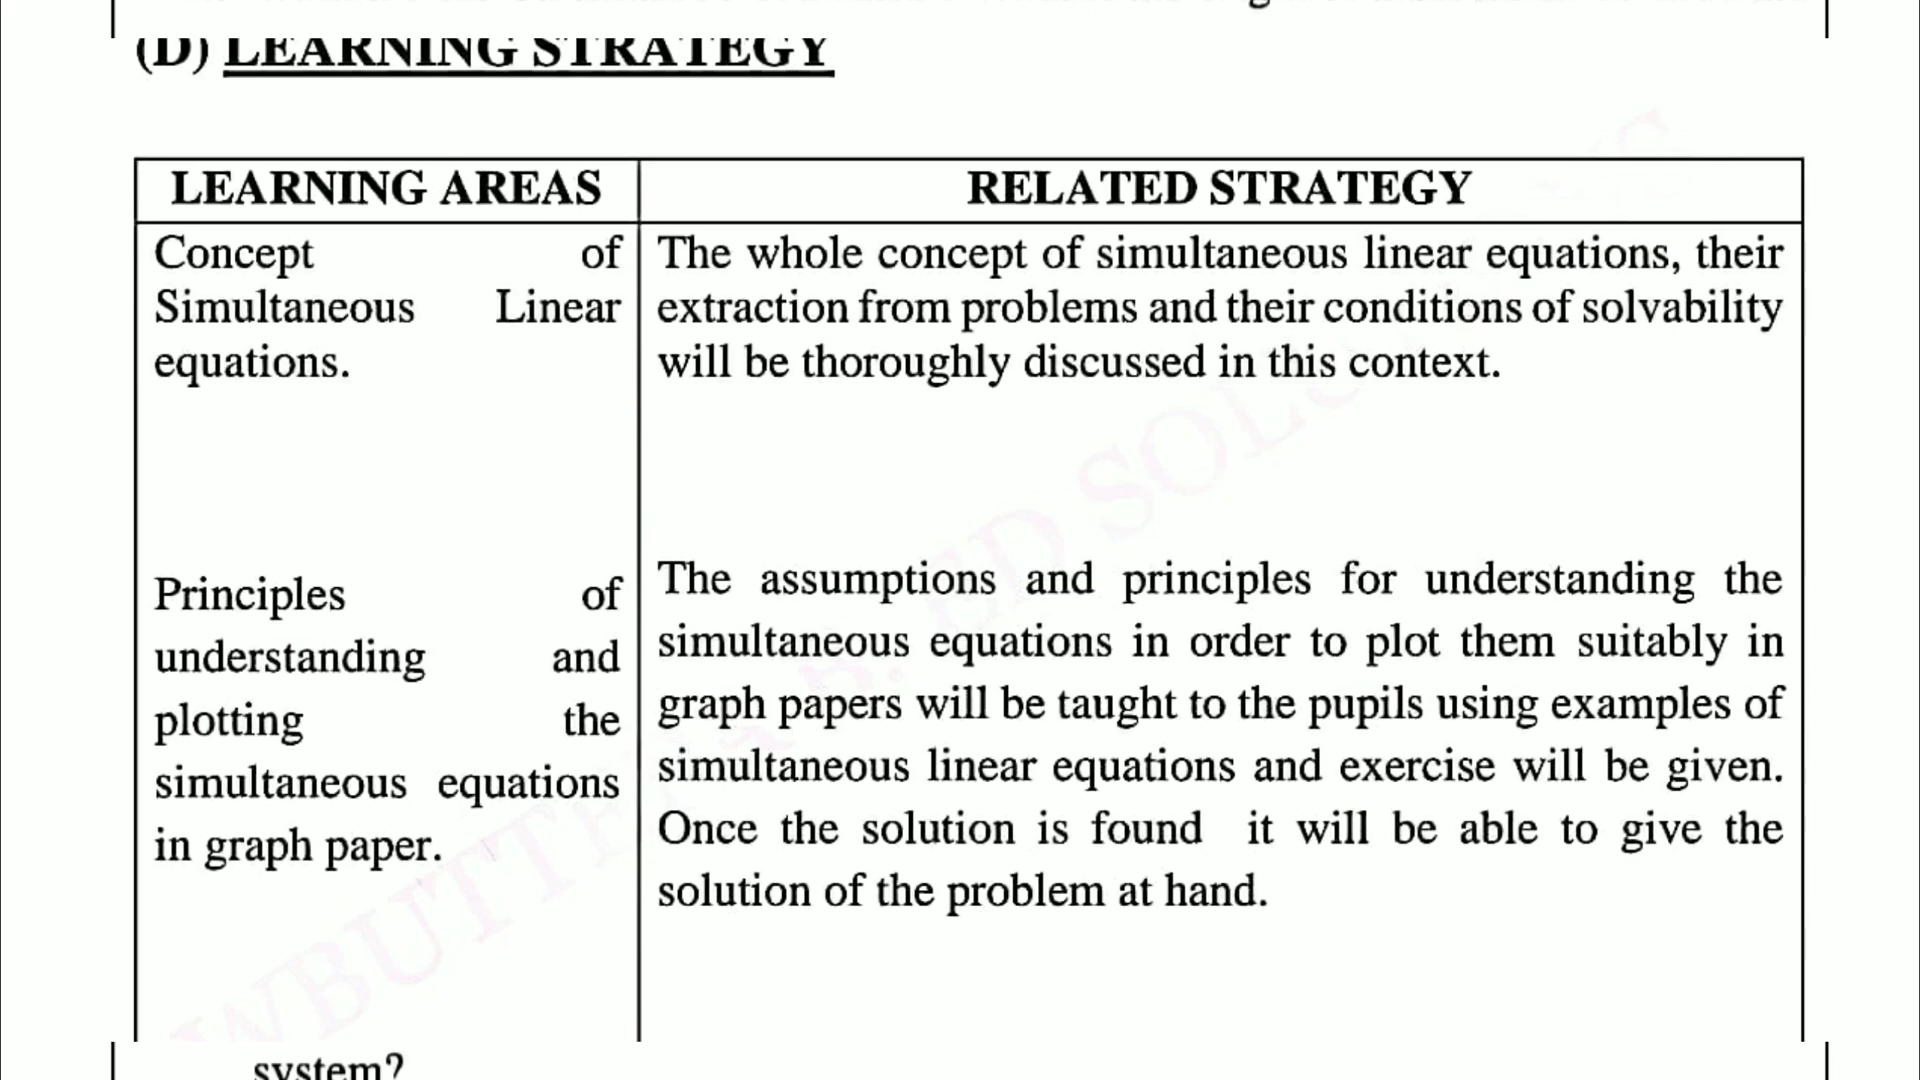 (D) LEARNING STRATEGY
LEARNING AREAS
RELATED STRATEGY
Concept of
Simultaneous Linear
equations.
The whole concept of simultaneous linear equations, their
extraction from problems and their conditions of solvability
will be thoroughly discussed in this context.
Principles of
understanding and
plotting the
simultaneous equations
in graph paper.
The assumptions and principles for understanding the
simultaneous equations in order to plot them suitably in
graph papers will be taught to the pupils using examples of
simultaneous linear equations and exercise will be given.
Once the solution is found it will be able to give the
solution of the problem at hand.
system?